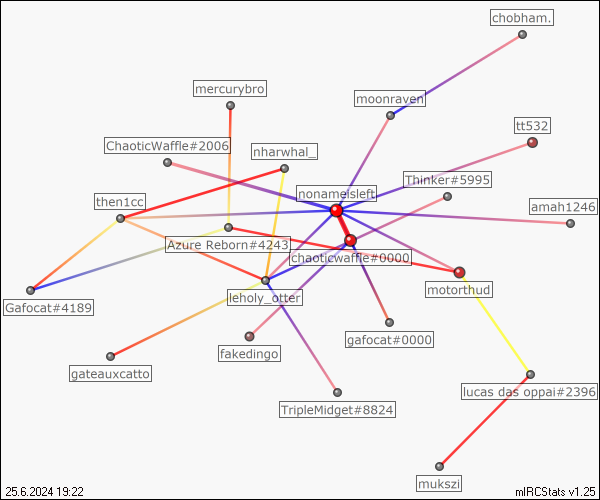 chobham.
mercurybro
moonraven
tt532
ChaoticWaffle#2006
nharwhal_
Thinker#5995
nonameisleft
then1cc
amah1246
Azure Reborn#4243
chaoticwaffle#0000
motorthud
leholy_otter
Gafocat#4189
gafocat#0000
fakedingo
gateauxcatto
lucas das oppai#2396
TripleMidget#8824
mukszi
25.6.2024 19:22
mIRCStats v1.25